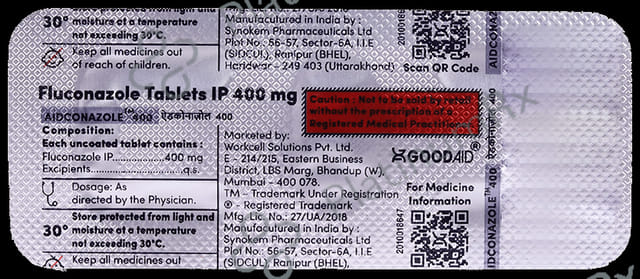 30° moisture at a temperature
not exceeding 30°C.
Keep all medicines out
of reach of children.
Manufactured in India by :
Synokem Pharmaceuticals Ltd
Plot No.: 56-57, Sector-6A, I.I.E
(SIDCUL), Ranipur (BHEL),
Haridwar - 249 403 (Uttarakhand)
Scan QR Code
Fluconazole Tablets IP 400 mg
AIDCONAZOLE™ 400 ऐडकोनाज़ोल 400
Composition:
Each uncoated tablet contains :
Fluconazole IP..............400 mg
Excipients........................q.s.
Dosage: As
directed by the Physician.
Store protected from light and
30° moisture at a temperature
not exceeding 30°C.
Keep all medicines out
Caution : Not to be sold by retail
without the prescription of a
Registered Medical Practitioner
Marketed by:
Workcell Solutions Pvt. Ltd.
E - 214/215, Eastern Business
District, LBS Marg, Bhandup (W),
Mumbai - 400 078.
TM - Trademark Under Registration
® - Registered Trademark
Mfg. Lic. No.: 27/UA/2018
Manufactured in India by :
Synokem Pharmaceuticals Ltd
Plot No.: 56-57, Sector-6A, I.I.E
(SIDCUL), Ranipur (BHEL),
GOODAID®
For Medicine
Information
2010018647
AIDCONAZOLE™ 400 ऐडकोनाज़ोल 400